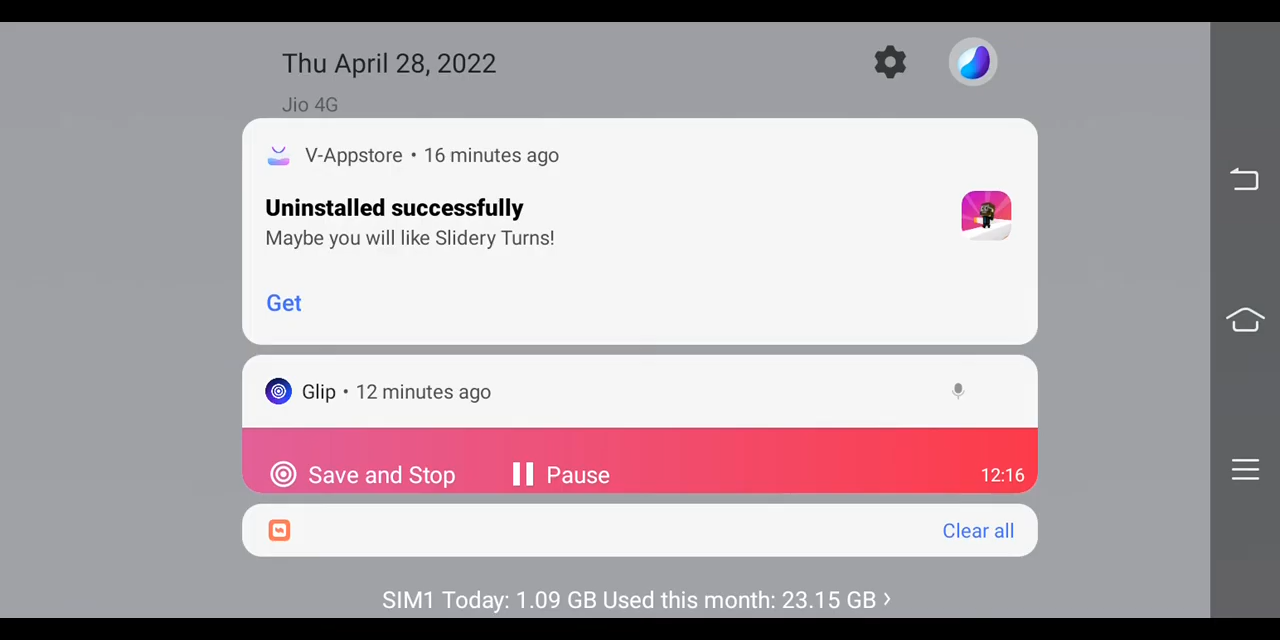 Thu April 28, 2022
Jio 4G
V-Appstore • 16 minutes ago
Uninstalled successfully
Maybe you will like Slidery Turns!
Get
Glip • 12 minutes ago
Save and Stop Pause 12:16
Clear all
SIM1 Today: 1.09 GB Used this month: 23.15 GB ›